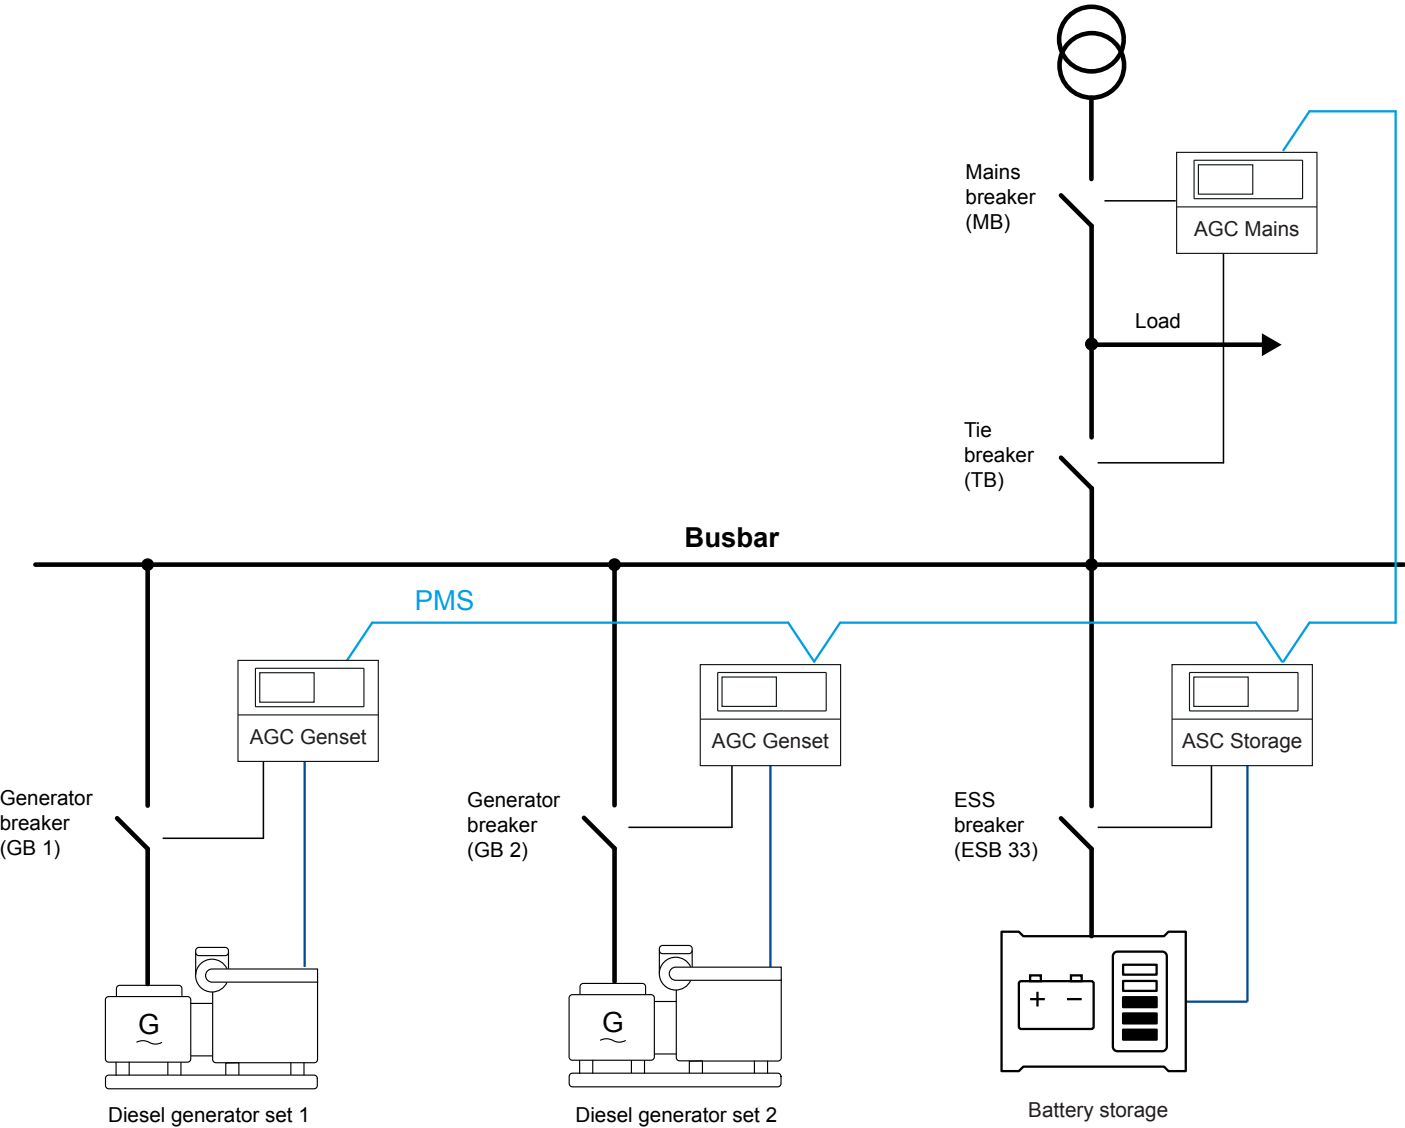 Mains
breaker
(MB)
AGC Mains
Load
Tie
breaker
(TB)
Busbar
PMS
AGC Genset
AGC Genset
ASC Storage
Generator
breaker
(GB 1)
Generator
breaker
(GB 2)
ESS
breaker
(ESB 33)
G
G
+ −
Diesel generator set 1
Diesel generator set 2
Battery storage